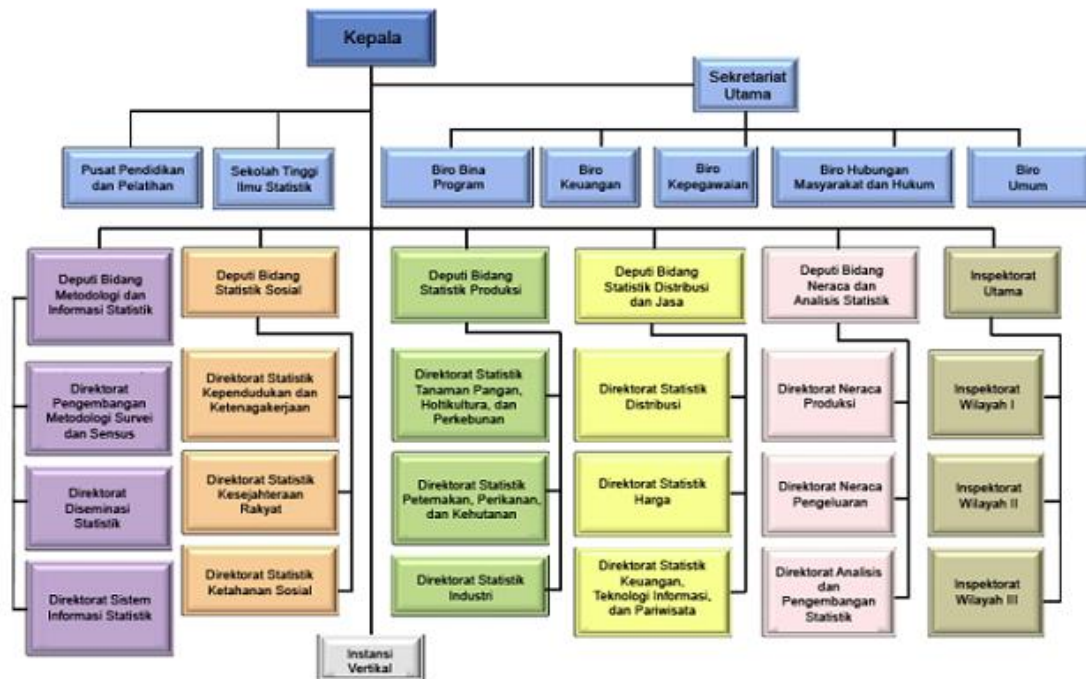 Kepala
Sekretariat
Utama
Pusat Pendidikan
dan Pelatihan
Sekolah Tinggi
Ilmu Statistik
Biro Bina
Program
Biro
Keuangan
Biro
Kepegawaian
Biro Hubungan
Masyarakat dan Hukum
Biro
Umum
Deputi Bidang
Metodologi dan
Informasi Statistik
Deputi Bidang
Statistik Sosial
Deputi Bidang
Statistik Produksi
Deputi Bidang
Statistik Distribusi
dan Jasa
Deputi Bidang
Neraca dan
Analisis Statistik
Inspektorat
Utama
Direktorat
Pengembangan
Metodologi Survei
dan Sensus
Direktorat Statistik
Kependudukan dan
Ketenagakerjaan
Direktorat Statistik
Tanaman Pangan,
Holtikultura, dan
Perkebunan
Direktorat Statistik
Distribusi
Direktorat Neraca
Produksi
Inspektorat
Wilayah I
Direktorat
Diseminasi
Statistik
Direktorat Statistik
Kesejahteraan
Rakyat
Direktorat Statistik
Peternakan, Perikanan,
dan Kehutanan
Direktorat Statistik
Harga
Direktorat Neraca
Pengeluaran
Inspektorat
Wilayah II
Direktorat Sistem
Informasi Statistik
Direktorat Statistik
Ketahanan Sosial
Direktorat Statistik
Industri
Direktorat Statistik
Keuangan,
Teknologi Informasi,
dan Pariwisata
Direktorat Analisis
dan
Pengembangan
Statistik
Inspektorat
Wilayah III
Instansi
Vertikal